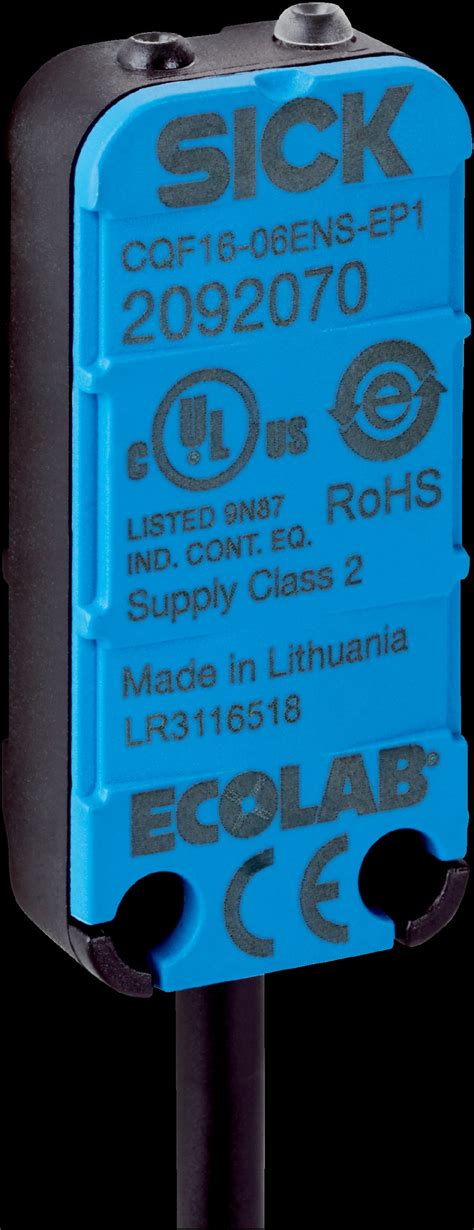 SICK
CQF16-06ENS-EP1
2092070
C UL US
e
RoHS
LISTED 9N87
IND. CONT. EQ.
Supply Class 2
Made in Lithuania
LR3116518
ECOLAB®
CE